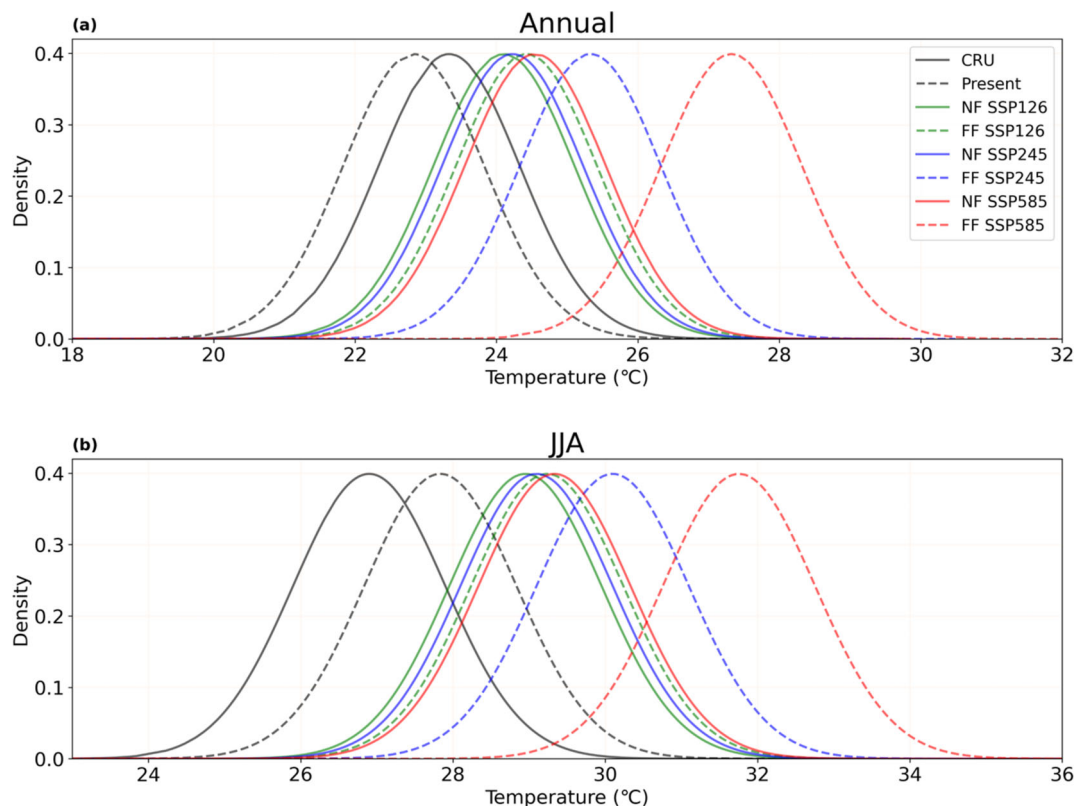 (a)
Annual
0.4
0.3
0.2
0.1
0.0
Density
18 20 22 24 26 28 30 32
Temperature (℃)
CRU
Present
NF SSP126
FF SSP126
NF SSP245
FF SSP245
NF SSP585
FF SSP585
(b)
JJA
0.4
0.3
0.2
0.1
0.0
Density
24 26 28 30 32 34 36
Temperature (℃)